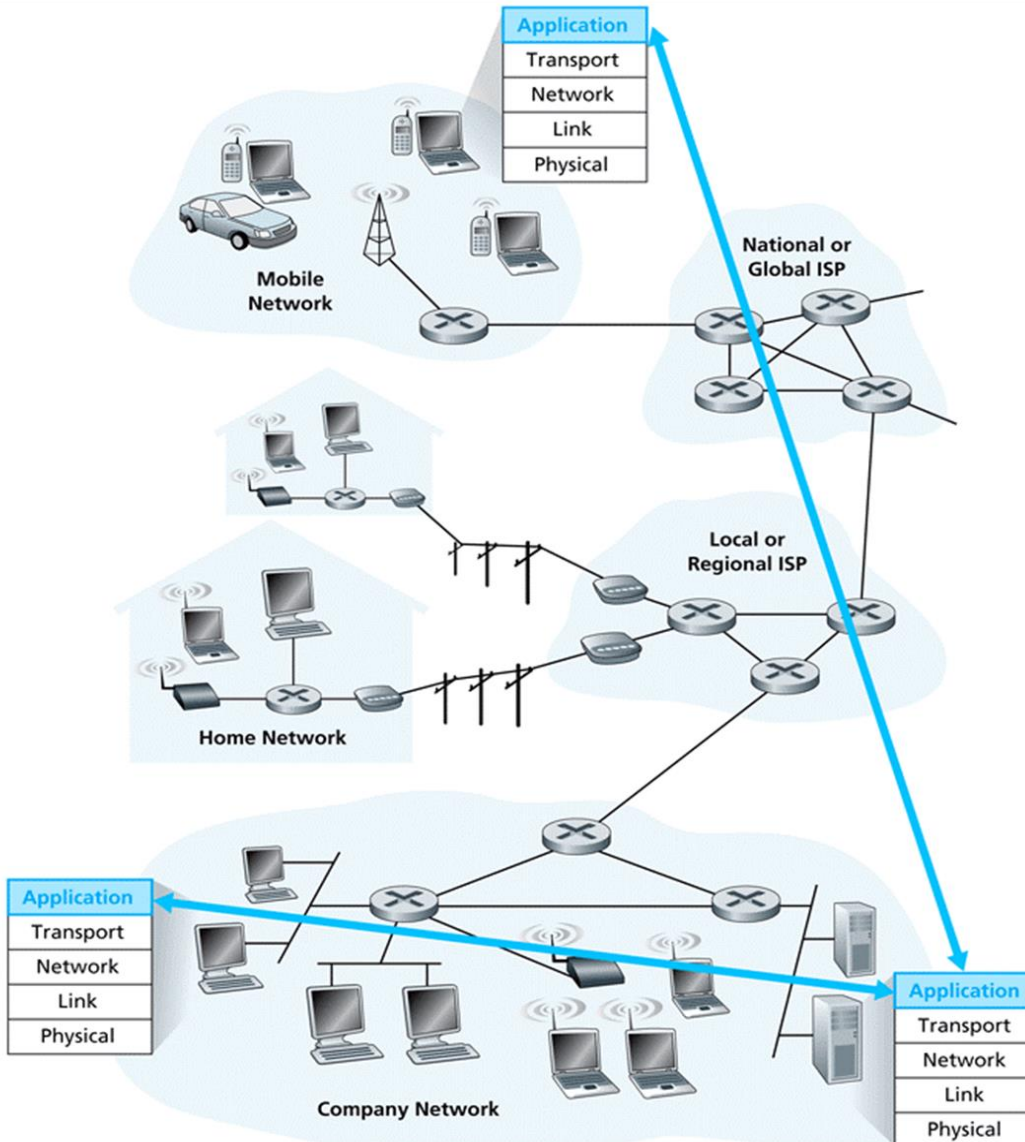 Application
Transport
Network
Link
Physical
National or
Global ISP
Mobile
Network
Local or
Regional ISP
Home Network
Application
Transport
Network
Link
Physical
Application
Transport
Network
Link
Physical
Company Network